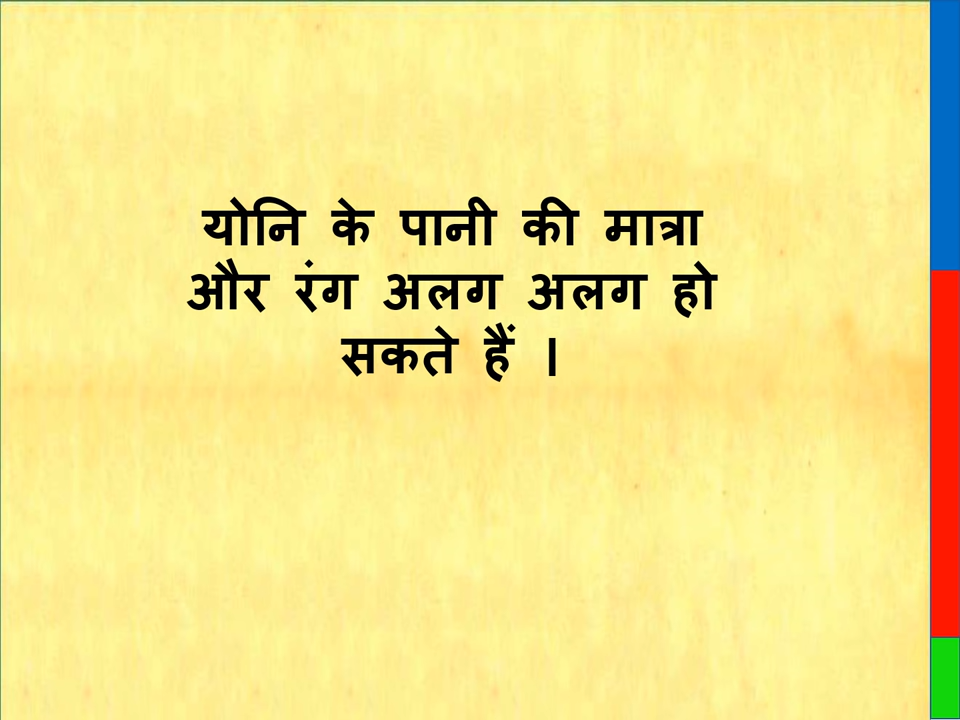 योनि के पानी की मात्रा
और रंग अलग अलग हो
सकते हैं ।